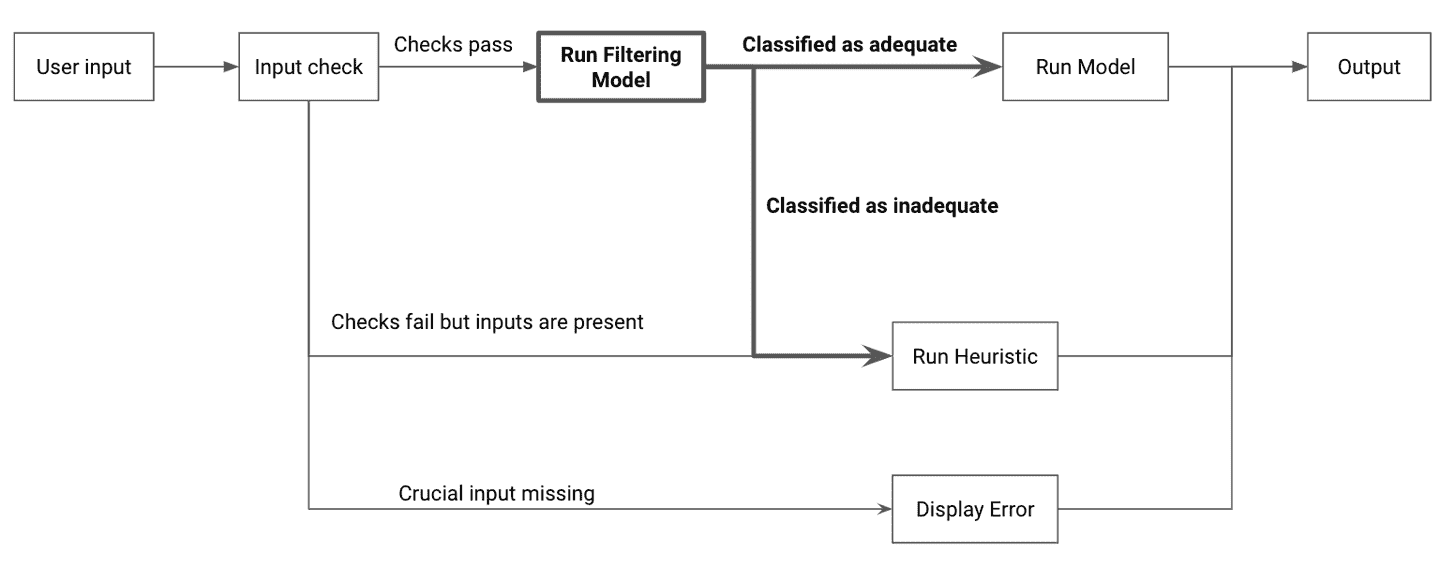 User input
Input check
Checks pass
Run Filtering
Model
Classified as adequate
Run Model
Output
Classified as inadequate
Checks fail but inputs are present
Run Heuristic
Crucial input missing
Display Error